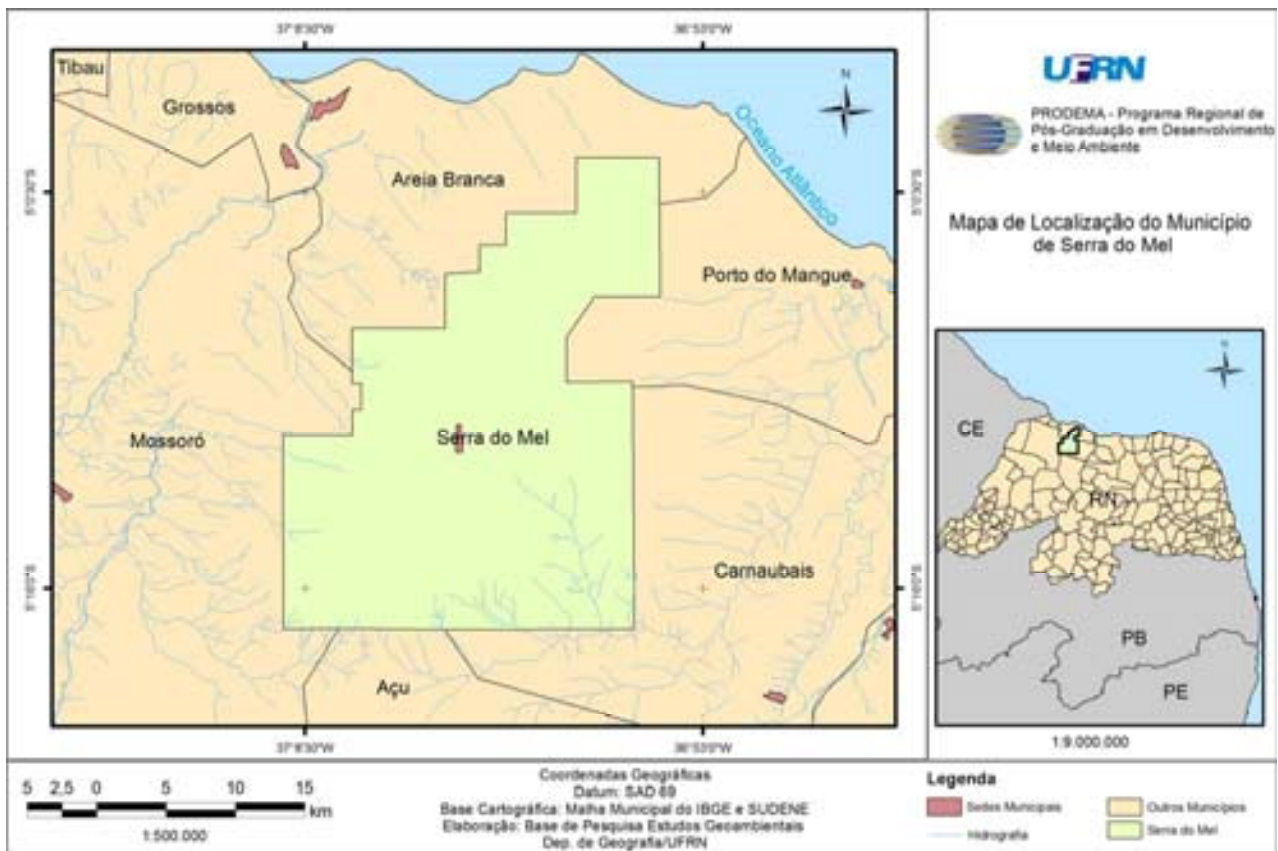 37°8'30"W
36°53'0"W
Tibau
Grossos
Areia Branca
Oceano Atlântico
N
5°0'30"S
5°0'30"S
Porto do Mangue
Mossoró
Serra do Mel
Carnaubais
Açu
5°16'0"S
5°16'0"S
37°8'30"W
36°53'0"W
UFRN
PRODEMA - Programa Regional de
Pós-Graduação em Desenvolvimento
e Meio Ambiente
Mapa de Localização do Município
de Serra do Mel
N
CE
RN
PB
PE
1:9.000.000
5 2,5 0 5 10 15
km
1:500.000
Coordenadas Geográficas
Datum: SAD 69
Base Cartográfica: Malha Municipal do IBGE e SUDENE
Elaboração: Base de Pesquisa Estudos Geoambientais
Dep. de Geografia/UFRN
Legenda
Sedes Municipais
Outros Municípios
Hidrografia
Serra do Mel